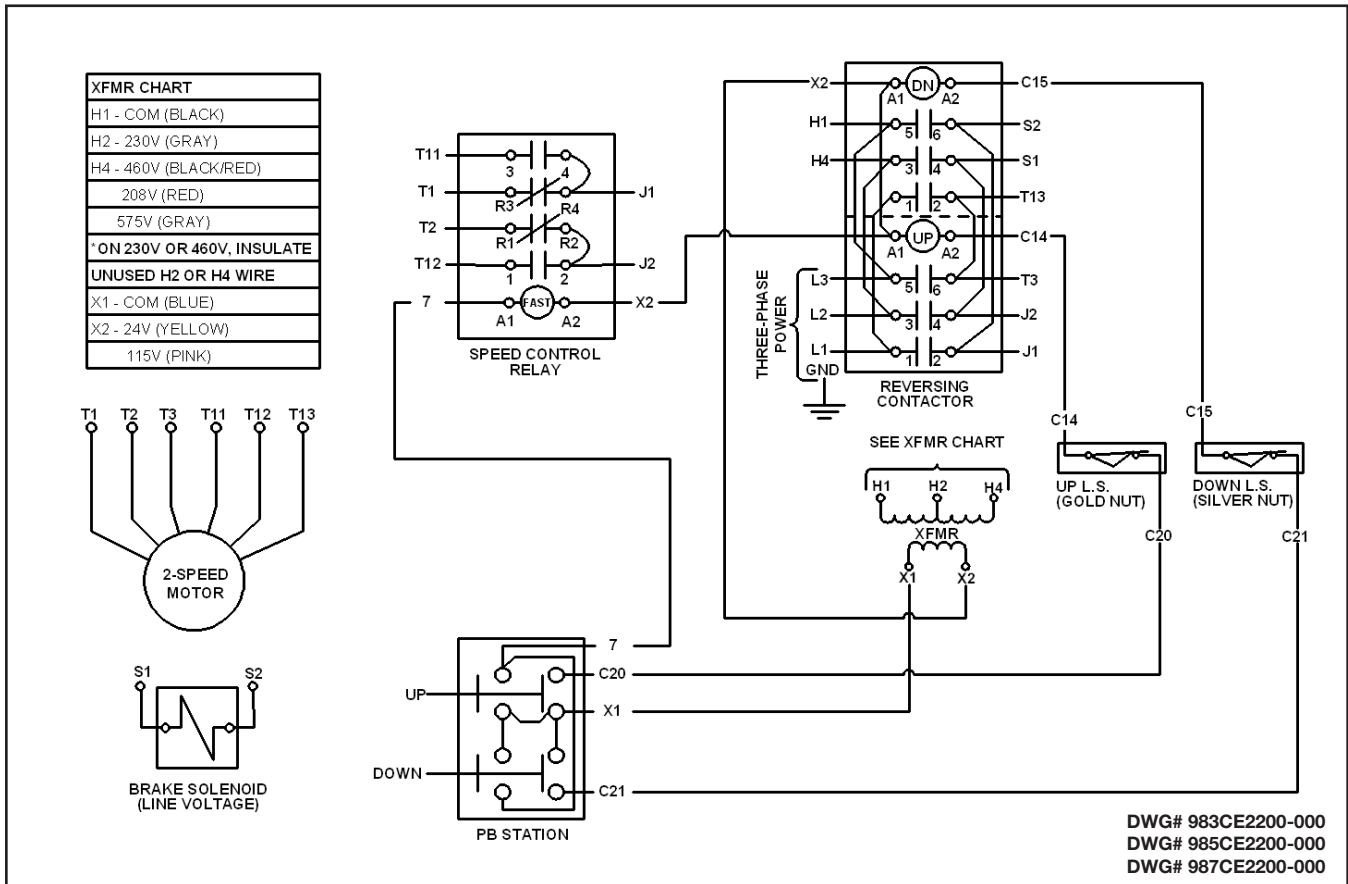 XFMR CHART
H1 - COM (BLACK)
H2 - 230V (GRAY)
H4 - 460V (BLACK/RED)
208V (RED)
575V (GRAY)
*ON 230V OR 460V, INSULATE
UNUSED H2 OR H4 WIRE
X1 - COM (BLUE)
X2 - 24V (YELLOW)
115V (PINK)
T1 T2 T3 T11 T12 T13
2-SPEED
MOTOR
S1 S2
BRAKE SOLENOID
(LINE VOLTAGE)
T11
3 4
T1 J1
R3 R4
T2
R1 R2
T12 J2
1 2
7 FAST X2
A1 A2
SPEED CONTROL
RELAY
X2 DN C15
A1 A2
H1 S2
5 6
H4 S1
3 4
T13
1 2
UP C14
A1 A2
L3 T3
5 6
L2 J2
3 4
L1 J1
1 2
THREE-PHASE
POWER
GND
REVERSING
CONTACTOR
C14 C15
UP L.S.
(GOLD NUT)
DOWN L.S.
(SILVER NUT)
C20 C21
SEE XFMR CHART
H1 H2 H4
XFMR
X1 X2
7
C20
UP
X1
DOWN
C21
PB STATION
DWG# 983CE2200-000
DWG# 985CE2200-000
DWG# 987CE2200-000